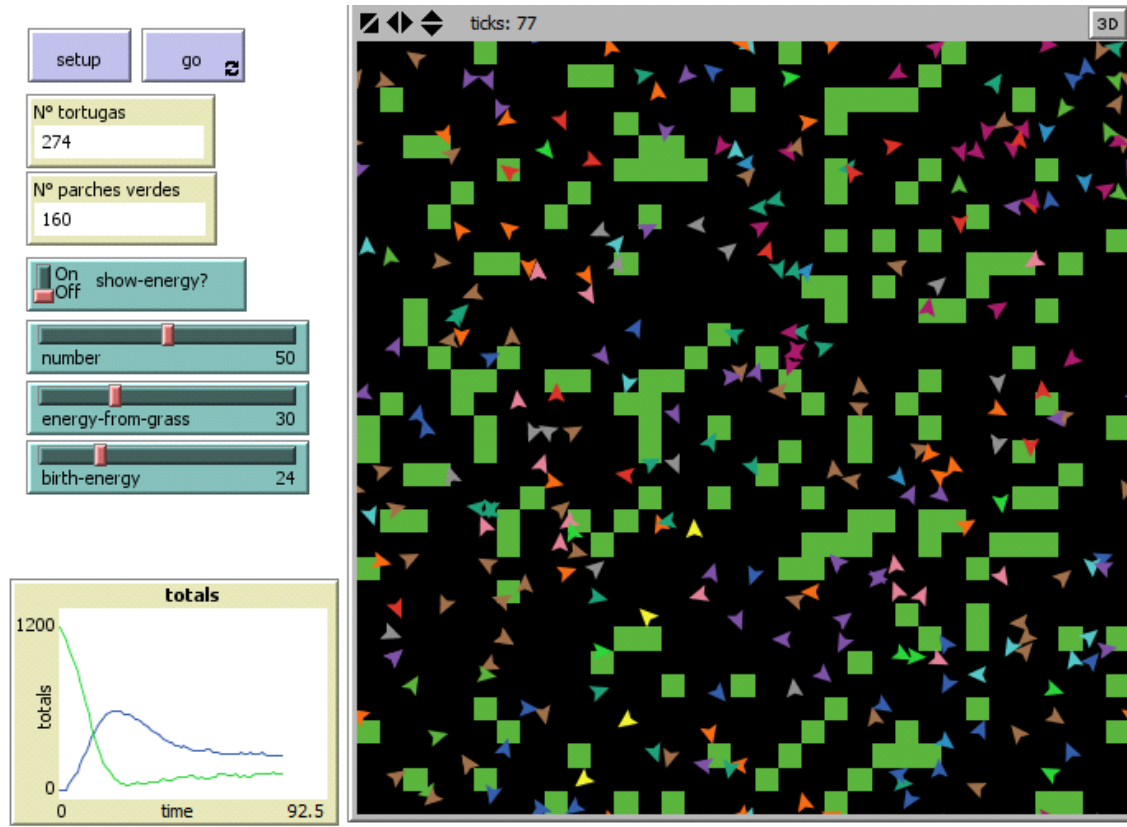 setup
go
Nº tortugas
274
Nº parches verdes
160
On
Off
show-energy?
number
50
energy-from-grass
30
birth-energy
24
totals
1200
totals
0
0
time
92.5
ticks: 77
3D